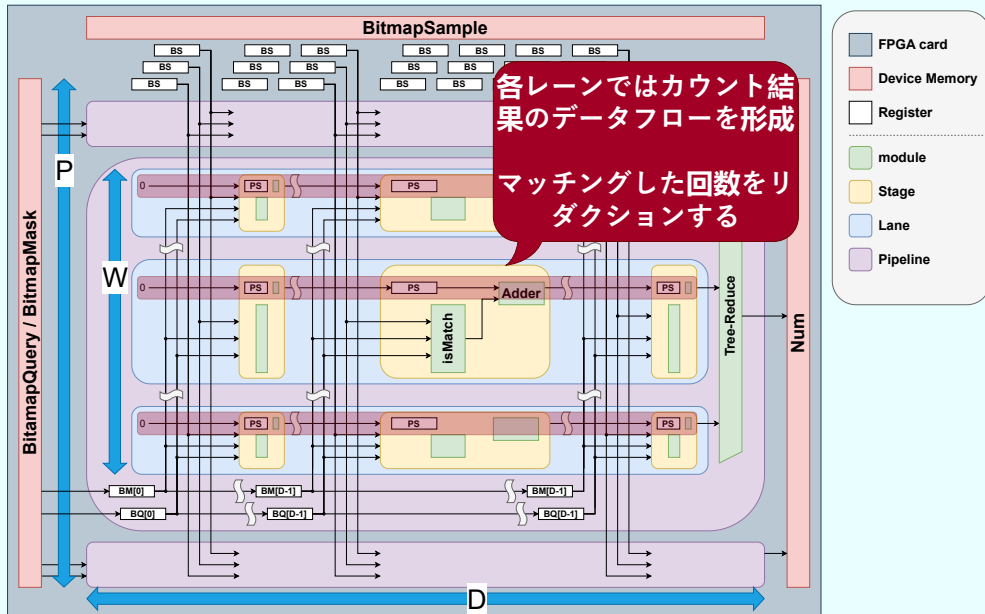 BitmapSample
BS BS BS BS BS BS BS
BS BS BS BS BS
BS BS BS BS BS
各レーンではカウント結
果のデータフローを形成
マッチングした回数をリ
ダクションする
FPGA card
Device Memory
Register
module
Stage
Lane
Pipeline
BitamapQuery / BitmapMask
P
W
0 PS PS
0 PS PS Adder PS
isMatch
0 PS PS PS
Tree-Reduce
Num
BM[0] BM[D-1] BM[D-1]
BQ[0] BQ[D-1] BQ[D-1]
D